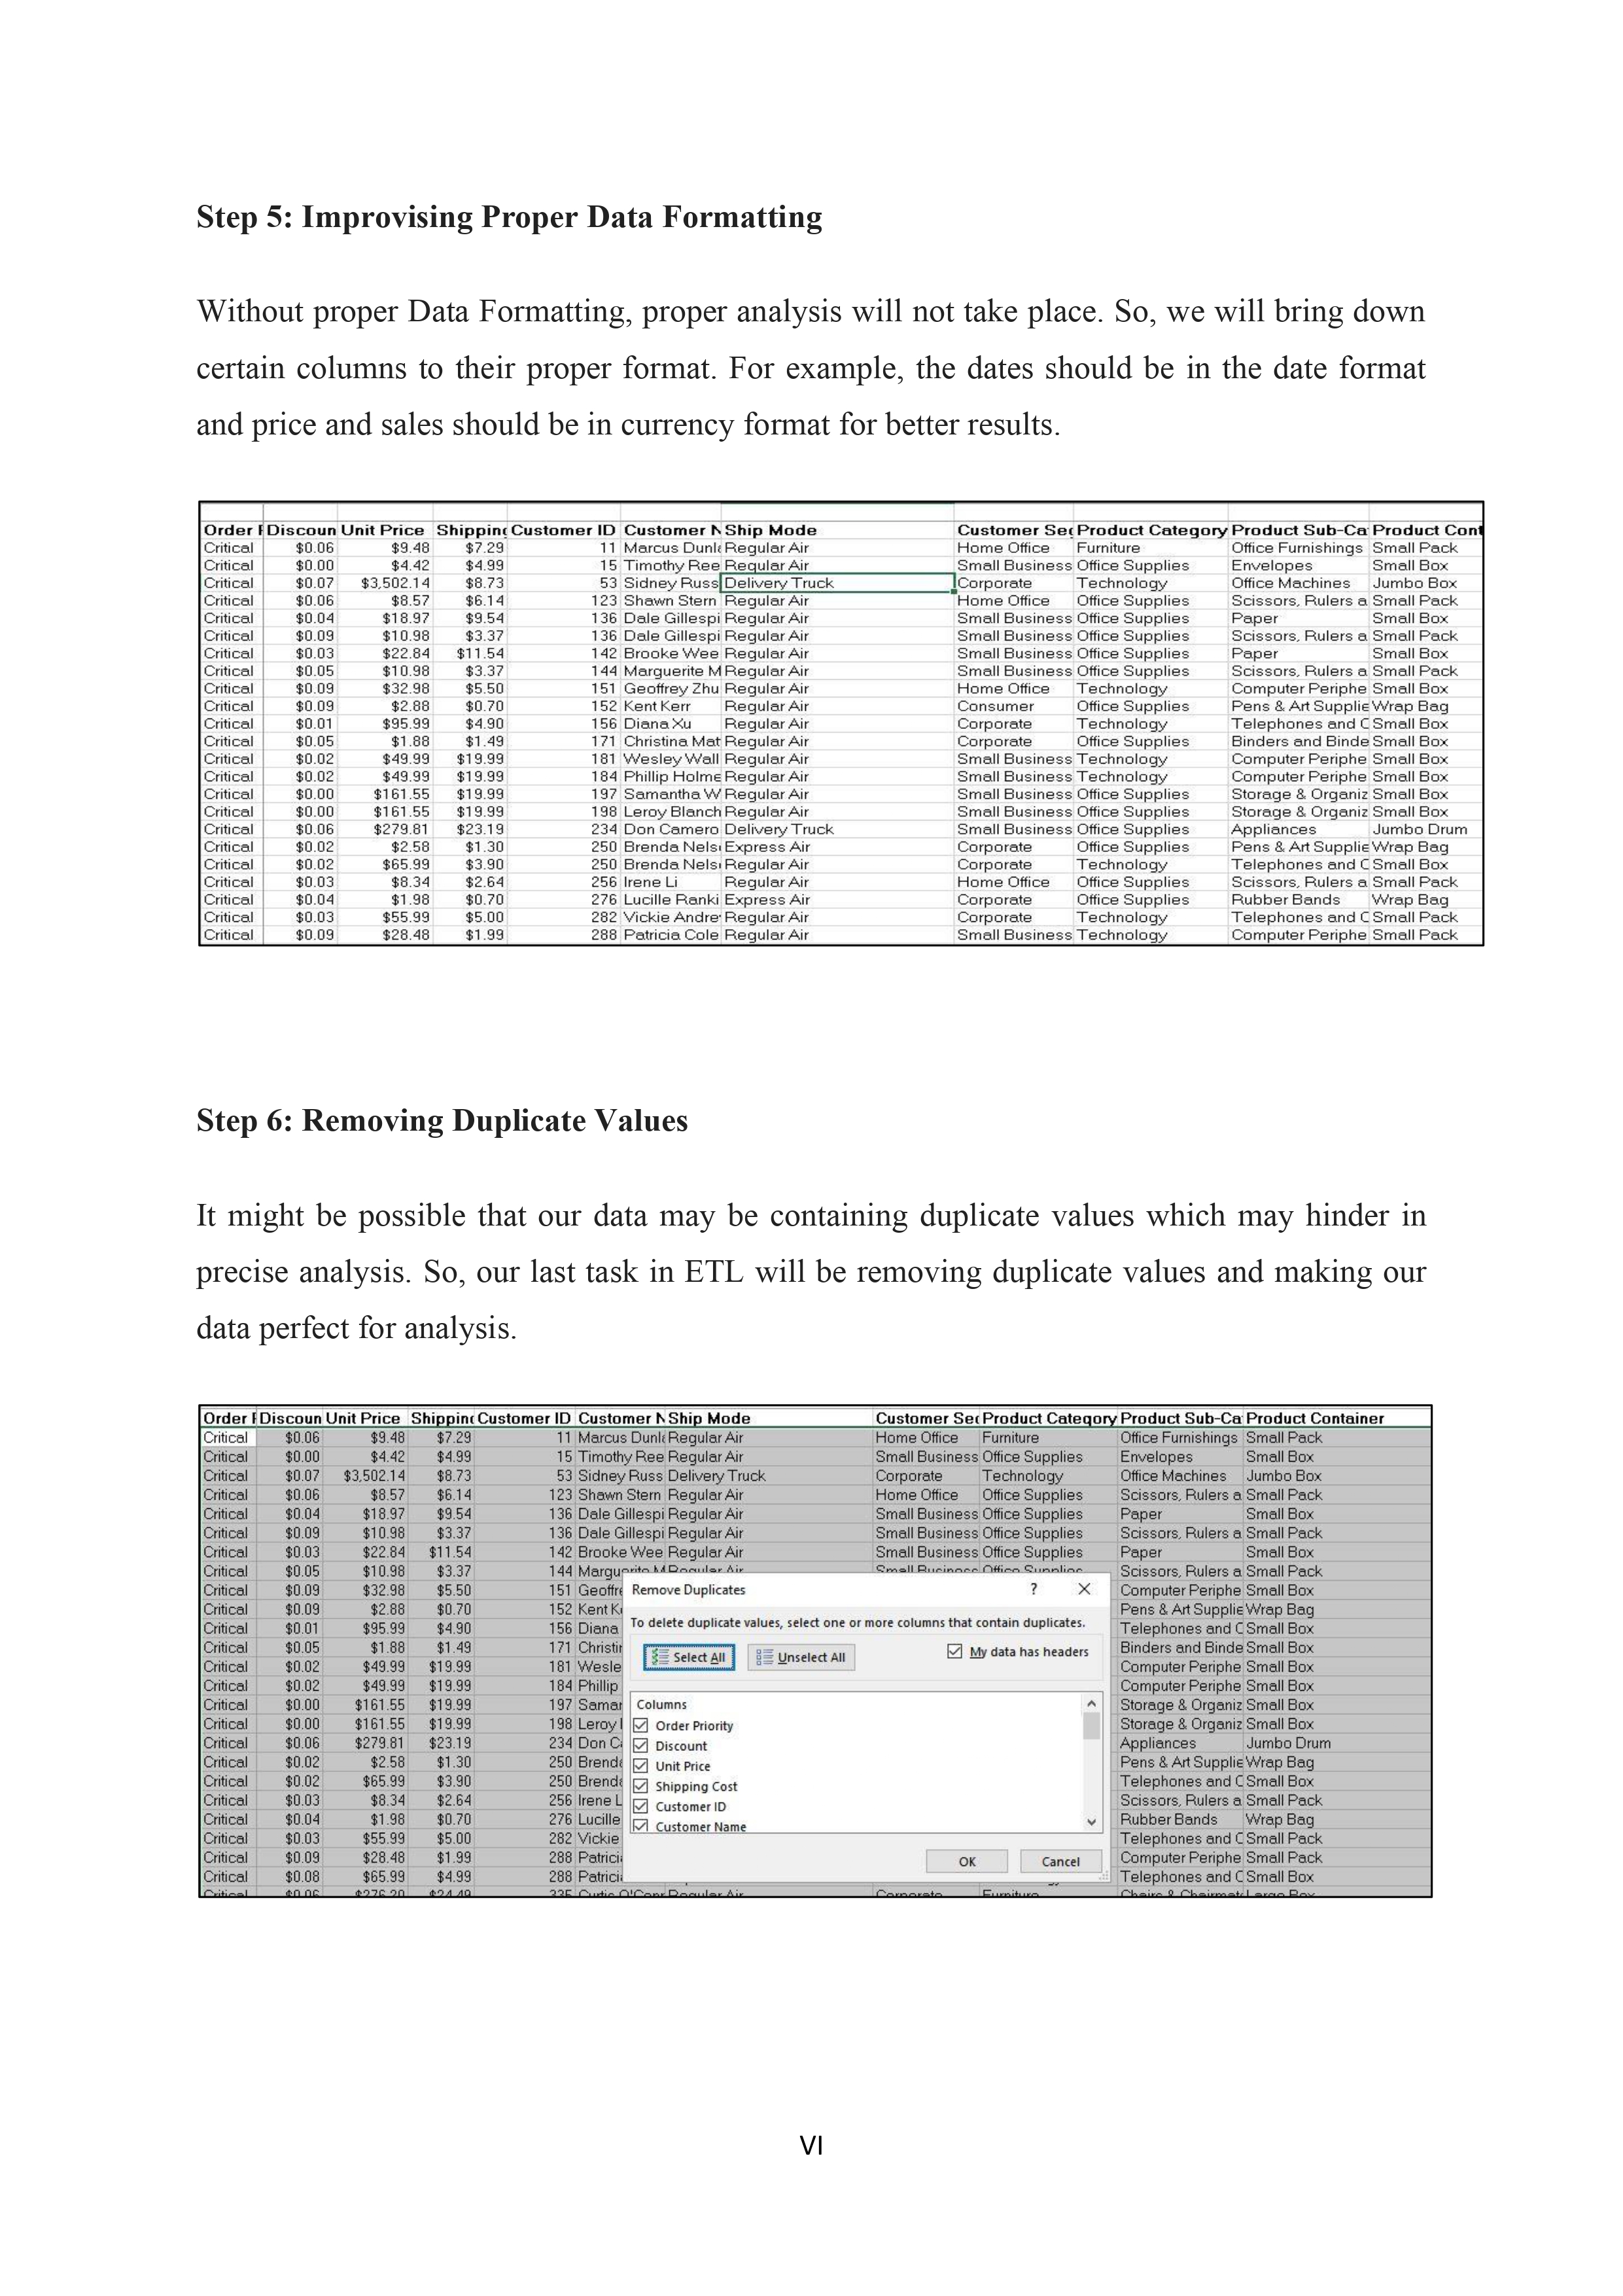 Step 5: Improvising Proper Data Formatting
Without proper Data Formatting, proper analysis will not take place. So, we will bring down
certain columns to their proper format. For example, the dates should be in the date format
and price and sales should be in currency format for better results.
Order Discoun Unit Price Shipping Customer ID Customer N Ship Mode Customer Seg Product Category Product Sub-Ca Product Cont
Critical $0.06 $9.48 $7.29 11 Marcus Dunl Regular Air Home Office Furniture Office Furnishings Small Pack
Critical $0.00 $4.42 $4.99 15 Timothy Ree Regular Air Small Business Office Supplies Envelopes Small Box
Critical $0.07 $3,502.14 $8.73 53 Sidney Russ Delivery Truck Corporate Technology Office Machines Jumbo Box
Critical $0.06 $8.57 $6.14 123 Shawn Stern Regular Air Home Office Office Supplies Scissors, Rulers a Small Pack
Critical $0.04 $18.97 $9.54 136 Dale Gillespi Regular Air Small Business Office Supplies Paper Small Box
Critical $0.09 $10.98 $3.37 136 Dale Gillespi Regular Air Small Business Office Supplies Scissors, Rulers a Small Pack
Critical $0.03 $22.84 $11.54 142 Brooke Wee Regular Air Small Business Office Supplies Paper Small Box
Critical $0.05 $10.98 $3.37 144 Marguerite M Regular Air Small Business Office Supplies Scissors, Rulers a Small Pack
Critical $0.09 $32.98 $5.50 151 Geoffrey Zhu Regular Air Home Office Technology Computer Periphe Small Box
Critical $0.09 $2.88 $0.70 152 Kent Kerr Regular Air Consumer Office Supplies Pens & Art Supplie Wrap Bag
Critical $0.01 $95.99 $4.90 156 Diana Xu Regular Air Corporate Technology Telephones and C Small Box
Critical $0.05 $1.88 $1.49 171 Christina Mat Regular Air Corporate Office Supplies Binders and Binde Small Box
Critical $0.02 $49.99 $19.99 181 Wesley Wall Regular Air Small Business Technology Computer Periphe Small Box
Critical $0.02 $49.99 $19.99 184 Phillip Holme Regular Air Small Business Technology Computer Periphe Small Box
Critical $0.00 $161.55 $19.99 197 Samantha W Regular Air Small Business Office Supplies Storage & Organiz Small Box
Critical $0.00 $161.55 $19.99 198 Leroy Blanch Regular Air Small Business Office Supplies Storage & Organiz Small Box
Critical $0.06 $279.81 $23.19 234 Don Camero Delivery Truck Small Business Office Supplies Appliances Jumbo Drum
Critical $0.02 $2.58 $1.30 250 Brenda Nels Express Air Corporate Office Supplies Pens & Art Supplie Wrap Bag
Critical $0.02 $65.99 $3.90 250 Brenda Nels Regular Air Corporate Technology Telephones and C Small Box
Critical $0.03 $8.34 $2.64 256 Irene Li Regular Air Home Office Office Supplies Scissors, Rulers a Small Pack
Critical $0.04 $1.98 $0.70 276 Lucille Ranki Express Air Corporate Office Supplies Rubber Bands Wrap Bag
Critical $0.03 $55.99 $5.00 282 Vickie Andre Regular Air Corporate Technology Telephones and C Small Pack
Critical $0.09 $28.48 $1.99 288 Patricia Cole Regular Air Small Business Technology Computer Periphe Small Pack
Step 6: Removing Duplicate Values
It might be possible that our data may be containing duplicate values which may hinder in
precise analysis. So, our last task in ETL will be removing duplicate values and making our
data perfect for analysis.
Order Discoun Unit Price Shipping Customer ID Customer N Ship Mode Customer Seg Product Category Product Sub-Ca Product Container
Critical $0.06 $9.48 $7.29 11 Marcus Dunl Regular Air Home Office Furniture Office Furnishings Small Pack
Critical $0.00 $4.42 $4.99 15 Timothy Ree Regular Air Small Business Office Supplies Envelopes Small Box
Critical $0.07 $3,502.14 $8.73 53 Sidney Russ Delivery Truck Corporate Technology Office Machines Jumbo Box
Critical $0.06 $8.57 $6.14 123 Shawn Stern Regular Air Home Office Office Supplies Scissors, Rulers a Small Pack
Critical $0.04 $18.97 $9.54 136 Dale Gillespi Regular Air Small Business Office Supplies Paper Small Box
Critical $0.09 $10.98 $3.37 136 Dale Gillespi Regular Air Small Business Office Supplies Scissors, Rulers a Small Pack
Critical $0.03 $22.84 $11.54 142 Brooke Wee Regular Air Small Business Office Supplies Paper Small Box
Critical $0.05 $10.98 $3.37 144 Marguerite M Regular Air Small Business Office Supplies Scissors, Rulers a Small Pack
Critical $0.09 $32.98 $5.50 151 Geoffre Computer Periphe Small Box
Critical $0.09 $2.88 $0.70 152 Kent K Pens & Art Supplie Wrap Bag
Critical $0.01 $95.99 $4.90 156 Diana Telephones and C Small Box
Critical $0.05 $1.88 $1.49 171 Christin Binders and Binde Small Box
Critical $0.02 $49.99 $19.99 181 Wesle Computer Periphe Small Box
Critical $0.02 $49.99 $19.99 184 Phillip Computer Periphe Small Box
Critical $0.00 $161.55 $19.99 197 Saman Storage & Organiz Small Box
Critical $0.00 $161.55 $19.99 198 Leroy Storage & Organiz Small Box
Critical $0.06 $279.81 $23.19 234 Don C Appliances Jumbo Drum
Critical $0.02 $2.58 $1.30 250 Brend Pens & Art Supplie Wrap Bag
Critical $0.02 $65.99 $3.90 250 Brend Telephones and C Small Box
Critical $0.03 $8.34 $2.64 256 Irene L Scissors, Rulers a Small Pack
Critical $0.04 $1.98 $0.70 276 Lucille Rubber Bands Wrap Bag
Critical $0.03 $55.99 $5.00 282 Vickie Telephones and C Small Pack
Critical $0.09 $28.48 $1.99 288 Patrici Computer Periphe Small Pack
Critical $0.08 $65.99 $4.99 288 Patrici Telephones and C Small Box
Critical $0.06 $276.20 $24.49 335 Curtis O'Conr Regular Air Corporate Furniture Chairs & Chairmat Large Box
Remove Duplicates ?
To delete duplicate values, select one or more columns that contain duplicates.
Select All Unselect All My data has headers
Columns
Order Priority
Discount
Unit Price
Shipping Cost
Customer ID
Customer Name
OK Cancel
VI